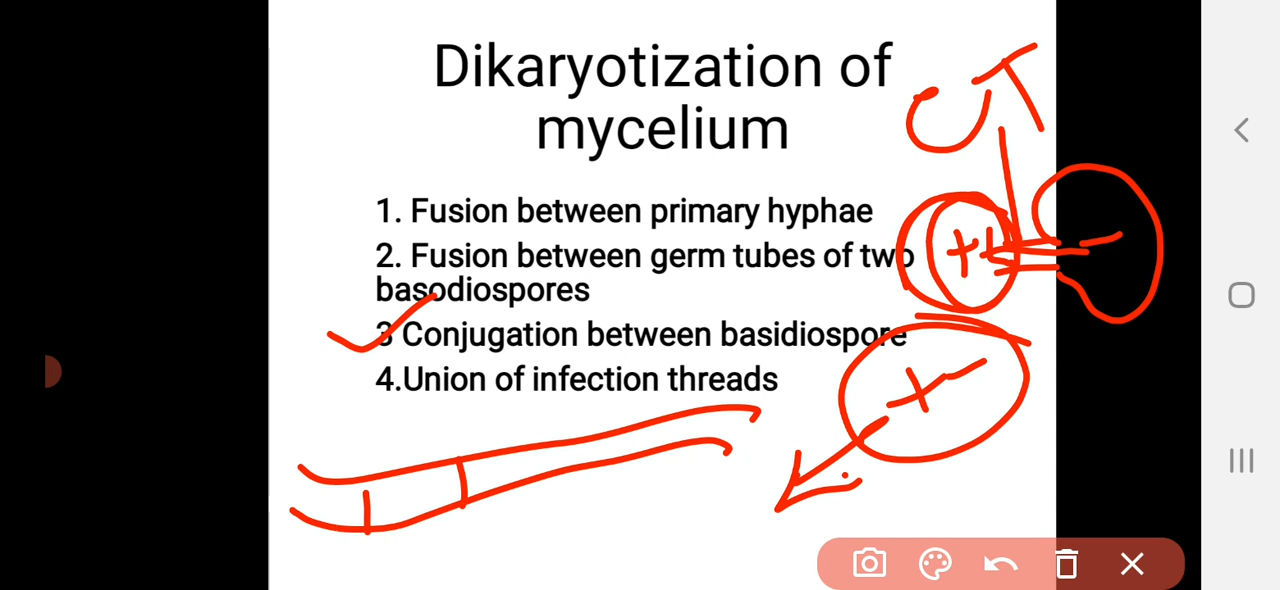 Dikaryotization of
mycelium
CT
1. Fusion between primary hyphae
2. Fusion between germ tubes of two
basodiospores
3 Conjugation between basidiospore
4.Union of infection threads